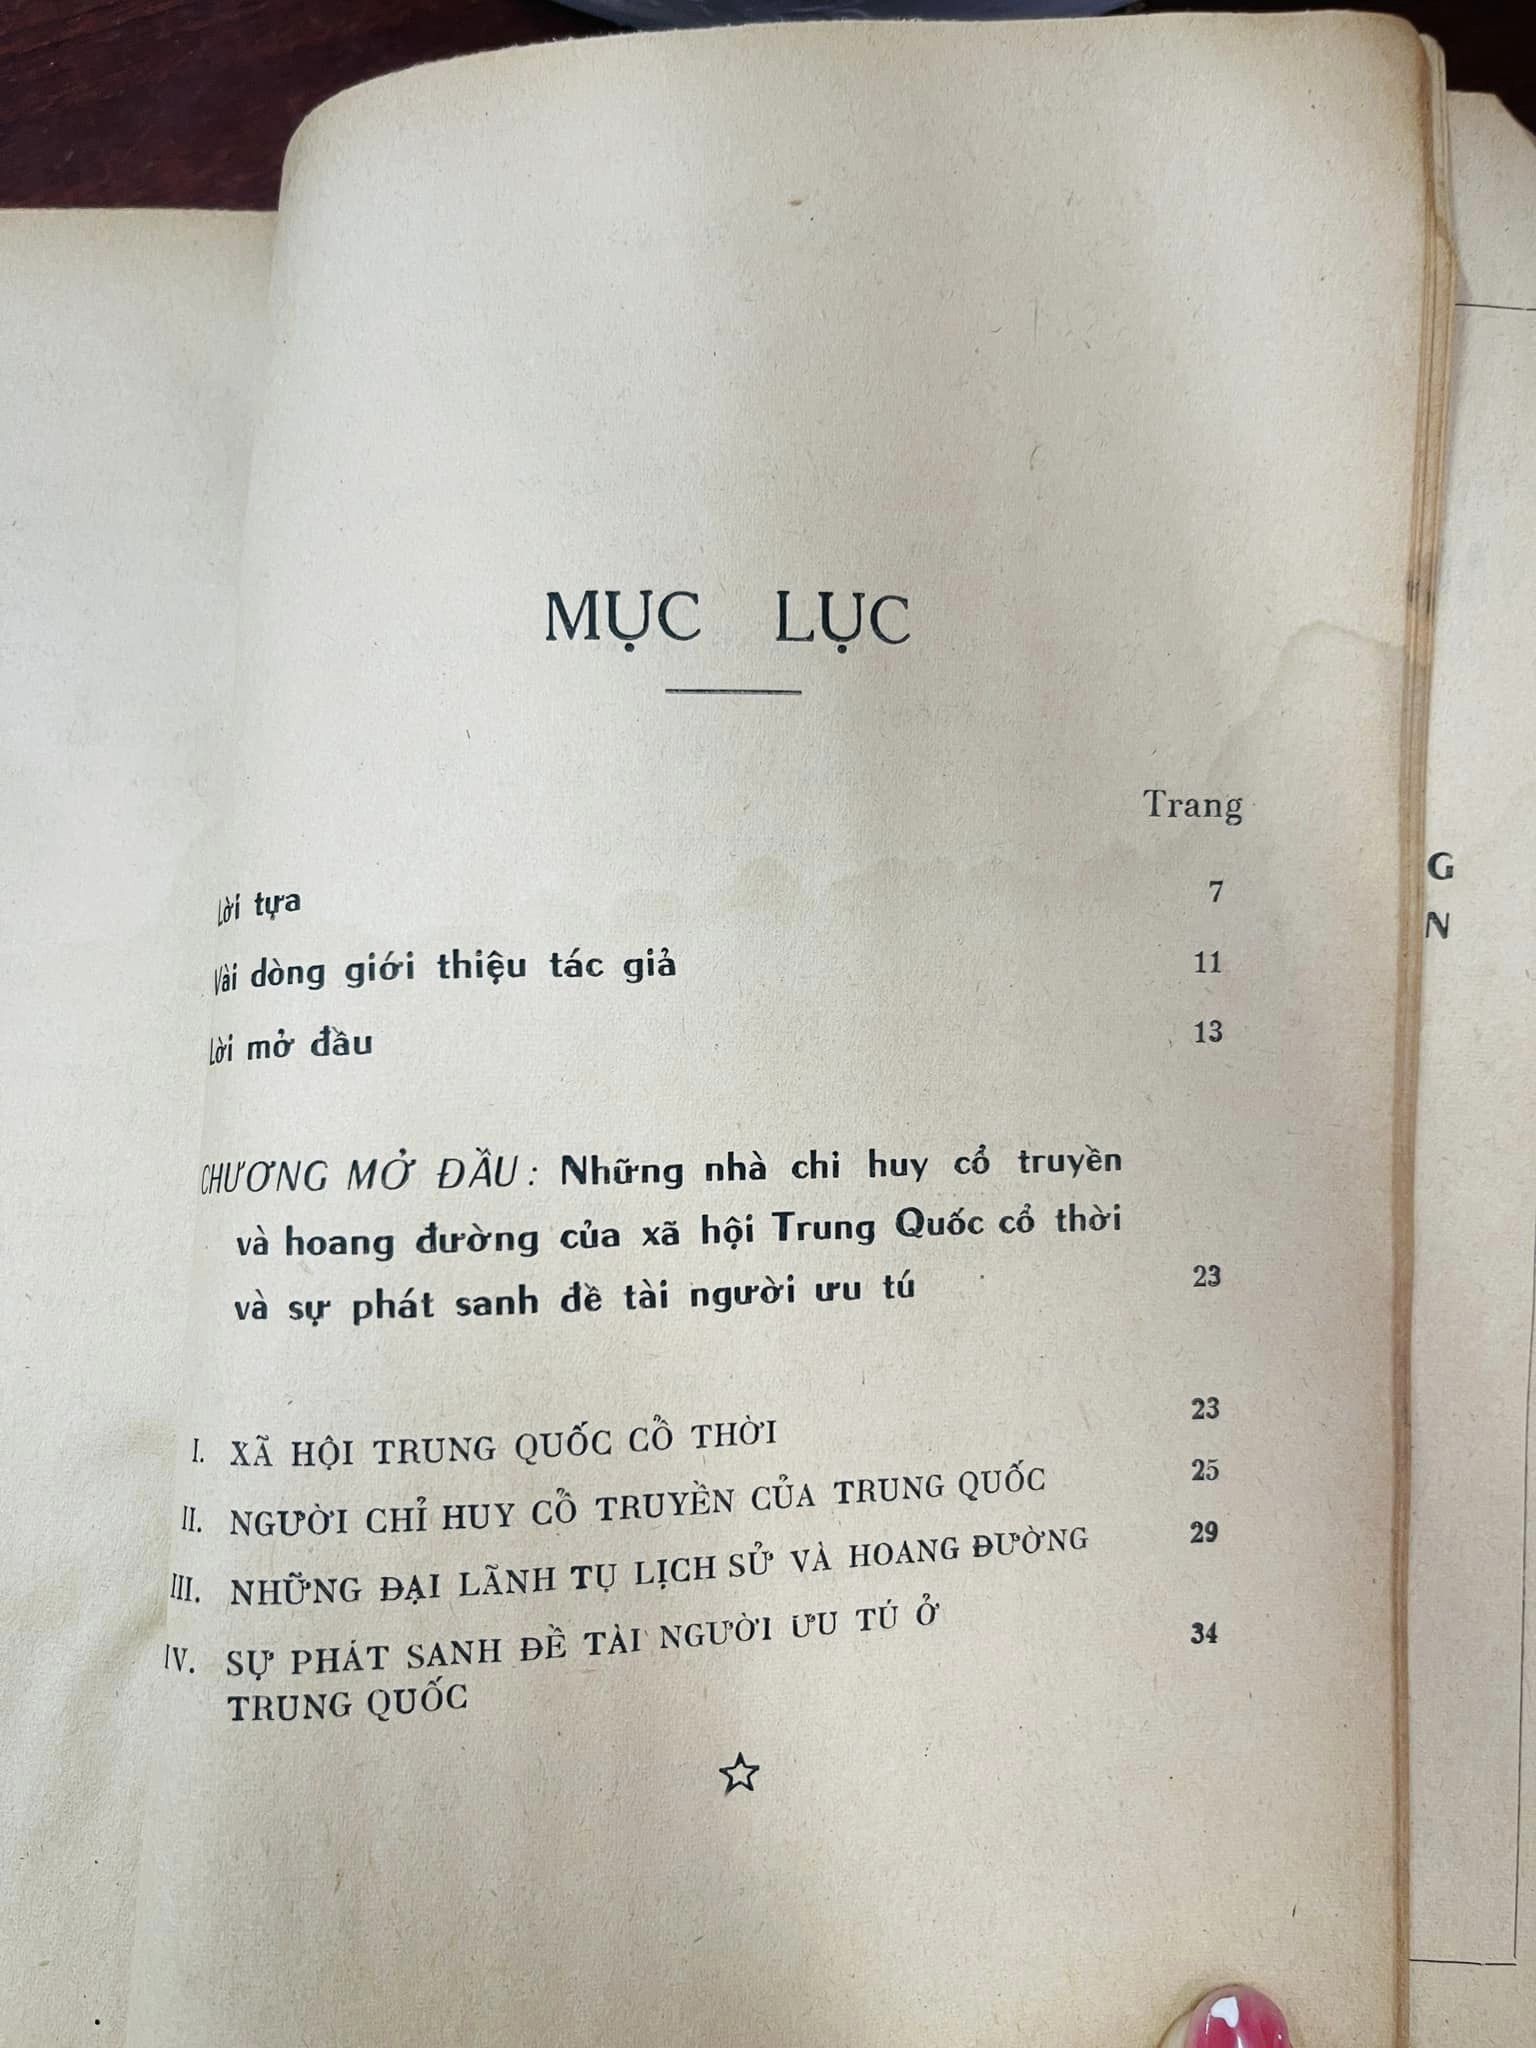 MỤC LỤC
Trang
Lời tựa 7
Vài dòng giới thiệu tác giả 11
Lời mở đầu 13
CHƯƠNG MỞ ĐẦU: Những nhà chỉ huy cổ truyền
và hoang đường của xã hội Trung Quốc cổ thời
và sự phát sanh đề tài người ưu tú 23
I. XÃ HỘI TRUNG QUỐC CỔ THỜI 23
II. NGƯỜI CHỈ HUY CỔ TRUYỀN CỦA TRUNG QUỐC 25
III. NHỮNG ĐẠI LÃNH TỤ LỊCH SỬ VÀ HOANG ĐƯỜNG 29
IV. SỰ PHÁT SANH ĐỀ TÀI NGƯỜI ƯU TÚ Ở 34
TRUNG QUỐC
G
N